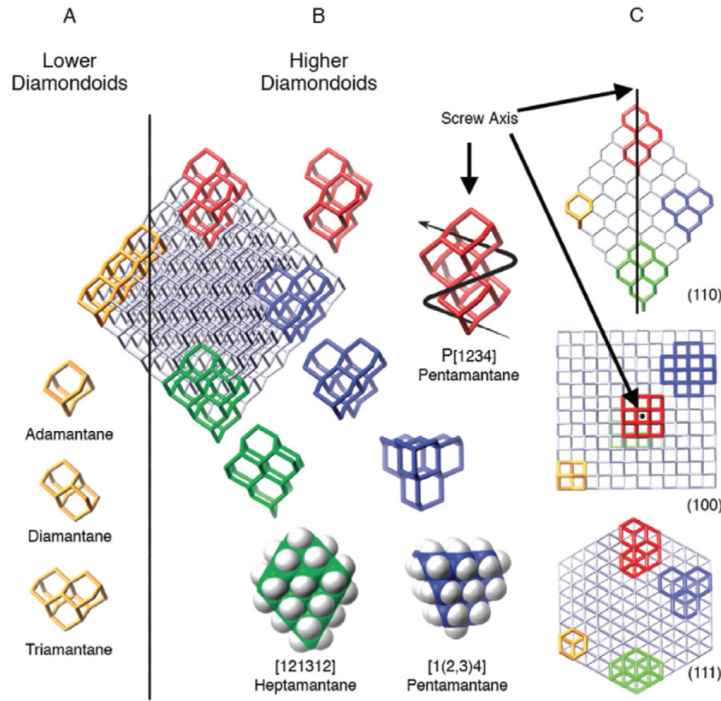 A
B
C
Lower
Diamondoids
Higher
Diamondoids
Screw Axis
(110)
P[1234]
Pentamantane
Adamantane
(100)
Diamantane
Triamantane
[121312]
Heptamantane
[1(2,3)4]
Pentamantane
(111)